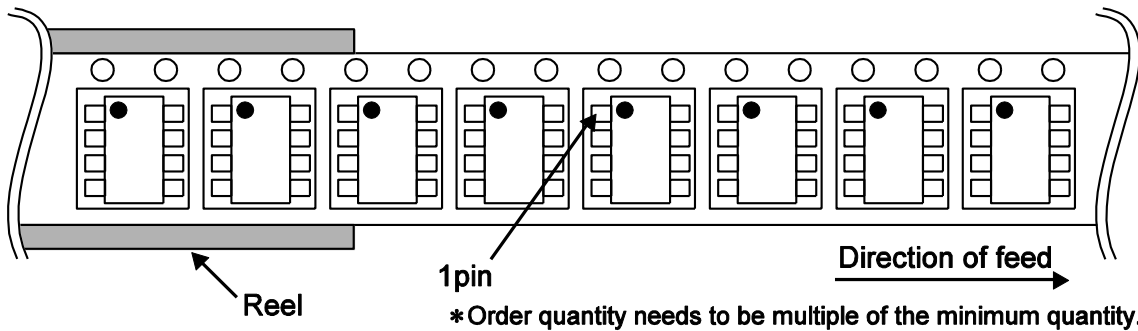 Direction of feed
1pin
Reel
*Order quantity needs to be multiple of the minimum quantity.